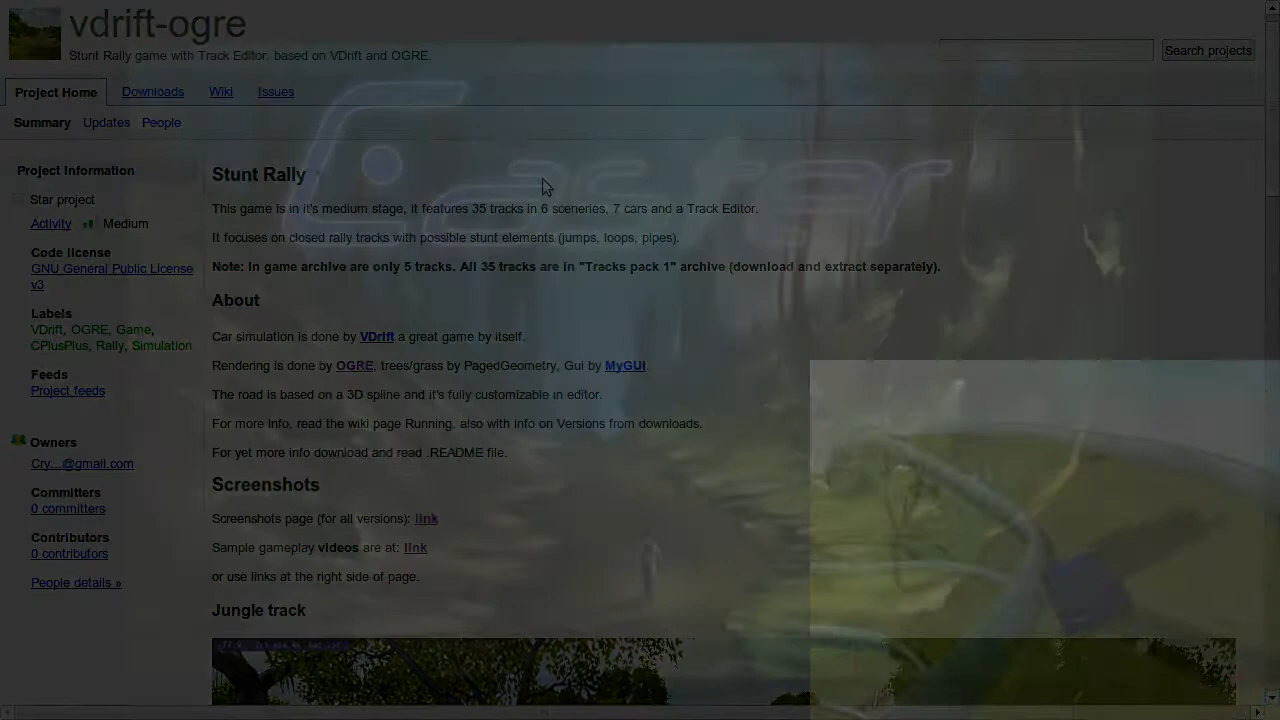 vdrift-ogre
Stunt Rally game with Track Editor, based on VDrift and OGRE.
Search projects
Project Home Downloads Wiki Issues
Summary Updates People
Project Information
Star project
Activity Medium
Code license
GNU General Public License
v3
Labels
VDrift, OGRE, Game,
CPlusPlus, Rally, Simulation
Feeds
Project feeds
Owners
Cry...@gmail.com
Committers
0 committers
Contributors
0 contributors
People details »
Caster
Stunt Rally
This game is in it's medium stage, it features 35 tracks in 6 sceneries, 7 cars and a Track Editor.
It focuses on closed rally tracks with possible stunt elements (jumps, loops, pipes).
Note: In game archive are only 5 tracks. All 35 tracks are in "Tracks pack 1" archive (download and extract separately).
About
Car simulation is done by VDrift a great game by itself.
Rendering is done by OGRE, trees/grass by PagedGeometry, Gui by MyGUI.
The road is based on a 3D spline and it's fully customizable in editor.
For more info, read the wiki page Running. also with info on Versions from downloads.
For yet more info download and read .README file.
Screenshots
Screenshots page (for all versions): link
Sample gameplay videos are at: link
or use links at the right side of page.
Jungle track